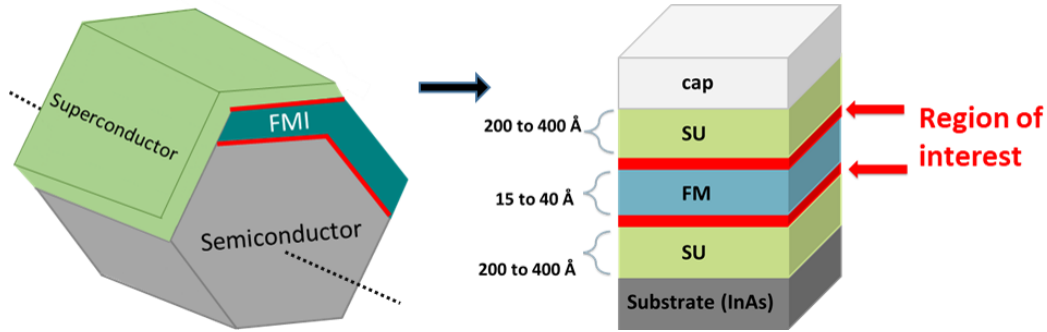 Superconductor
FMI
Semiconductor
cap
200 to 400 Å
SU
15 to 40 Å
FM
200 to 400 Å
SU
Substrate (InAs)
Region of
interest